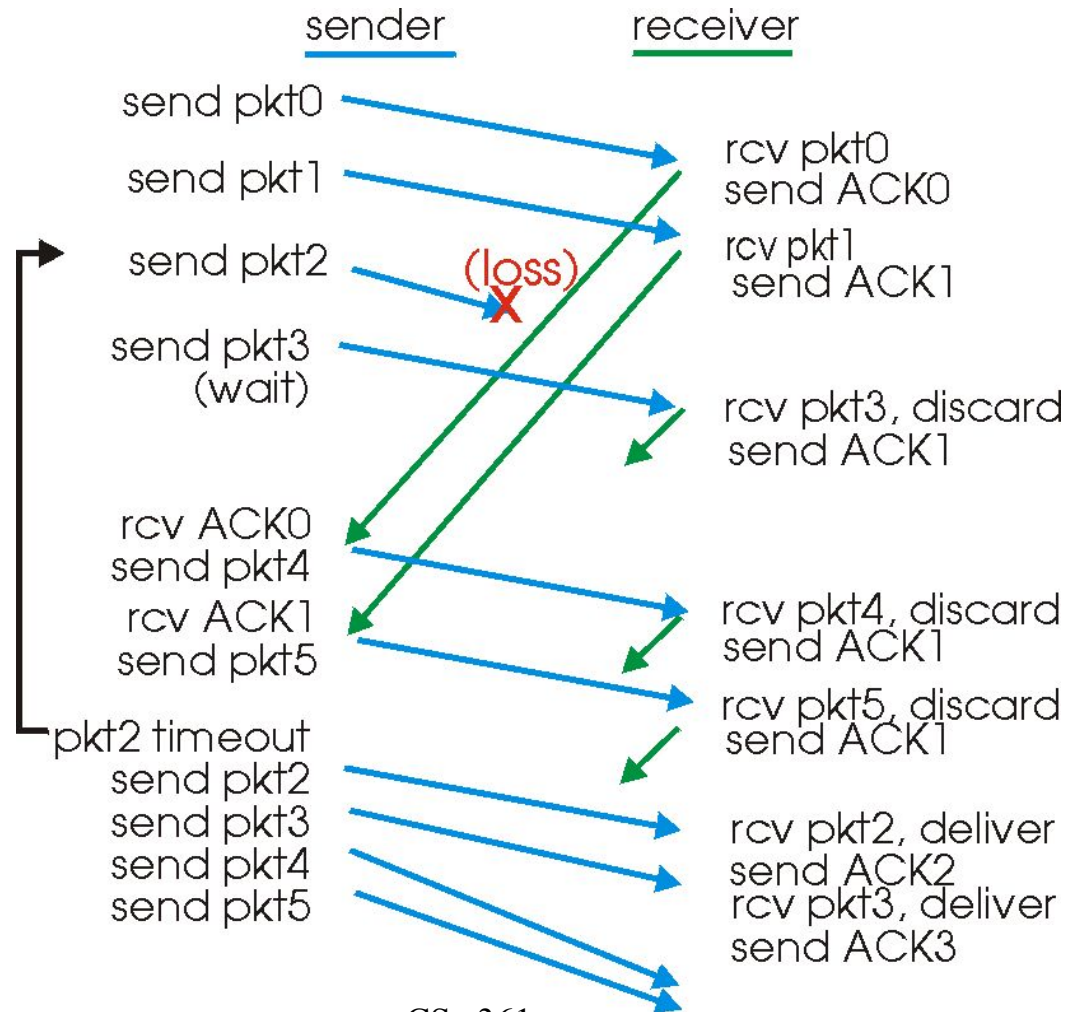 sender
receiver
send pkt0
send pkt1
send pkt2
(loss)
X
send pkt3
(wait)
rcv ACK0
send pkt4
rcv ACK1
send pkt5
pkt2 timeout
send pkt2
send pkt3
send pkt4
send pkt5
rcv pkt0
send ACK0
rcv pkt1
send ACK1
rcv pkt3, discard
send ACK1
rcv pkt4, discard
send ACK1
rcv pkt5, discard
send ACK1
rcv pkt2, deliver
send ACK2
rcv pkt3, deliver
send ACK3